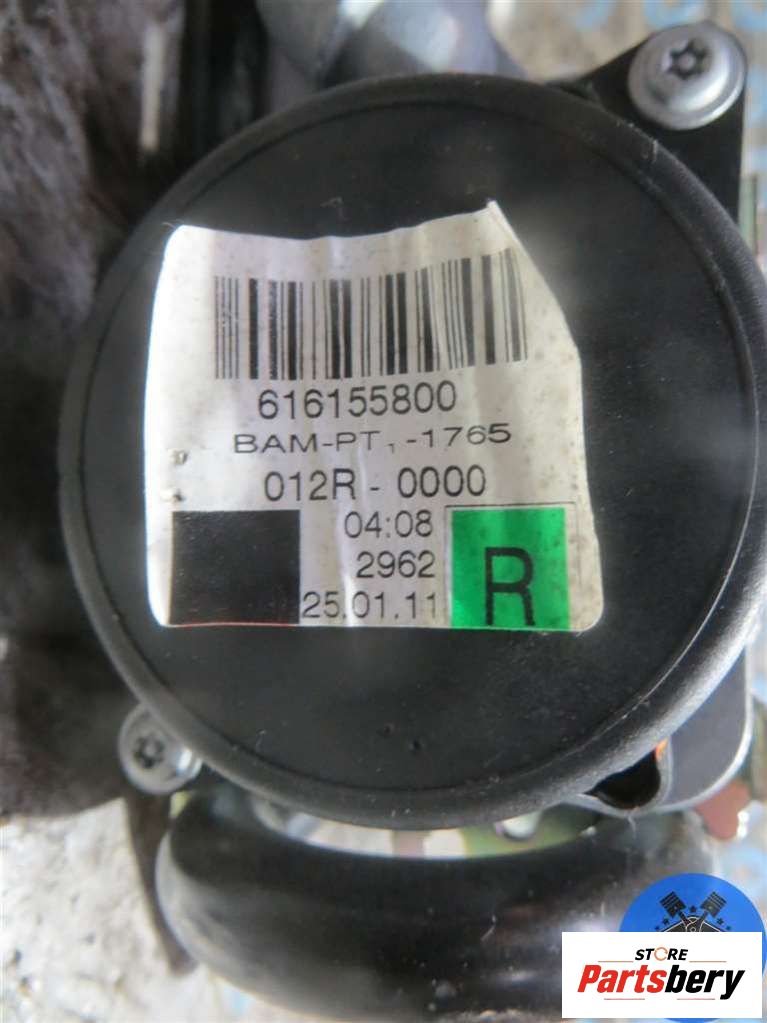 616155800
BAM-PT, -1765
012R - 0000
04:08
2962
25.01.11
R
STORE
Partsbery